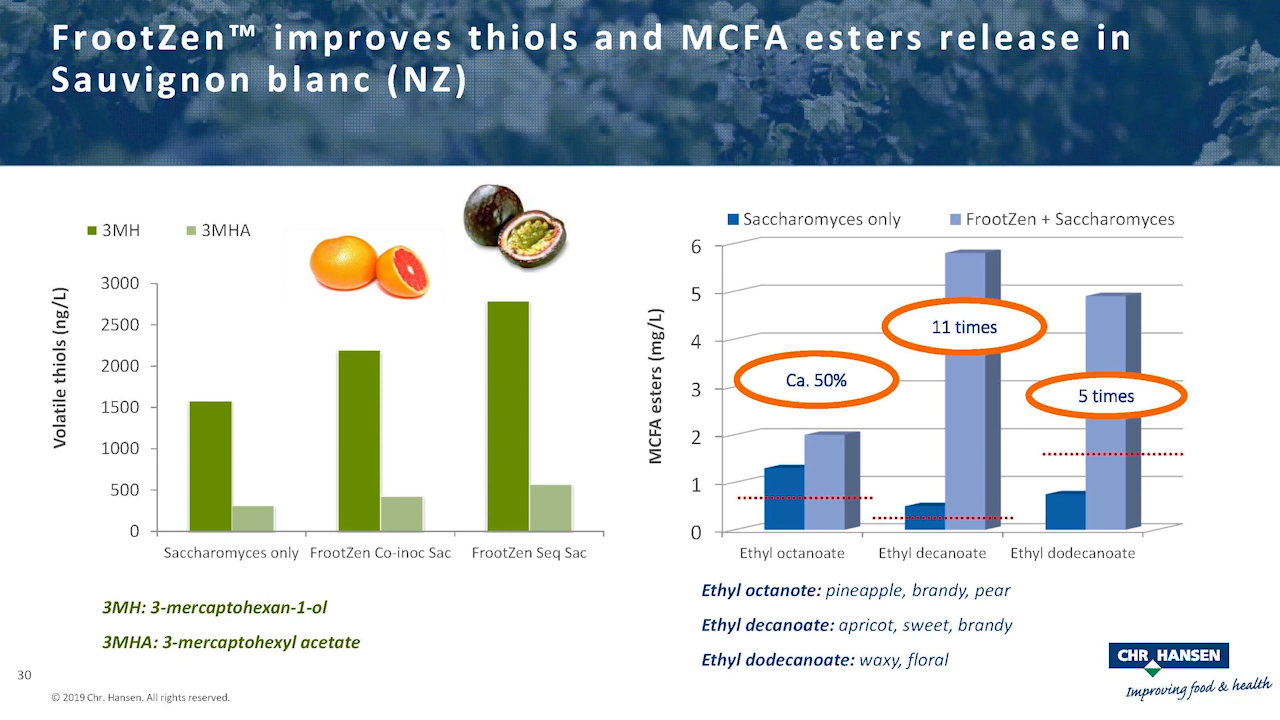 FrootZen™ improves thiols and MCFA esters release in
Sauvignon blanc (NZ)
3MH 3MHA
Volatile thiols (ng/L)
3000
2500
2000
1500
1000
500
0
Saccharomyces only FrootZen Co-inoc Sac FrootZen Seq Sac
3MH: 3-mercaptohexan-1-ol
3MHA: 3-mercaptohexyl acetate
Saccharomyces only FrootZen + Saccharomyces
MCFA esters (mg/L)
6
5
4
3
2
1
0
Ca. 50%
11 times
5 times
Ethyl octanoate Ethyl decanoate Ethyl dodecanoate
Ethyl octanote: pineapple, brandy, pear
Ethyl decanoate: apricot, sweet, brandy
Ethyl dodecanoate: waxy, floral
CHR HANSEN
Improving food & health
30
© 2019 Chr. Hansen. All rights reserved.